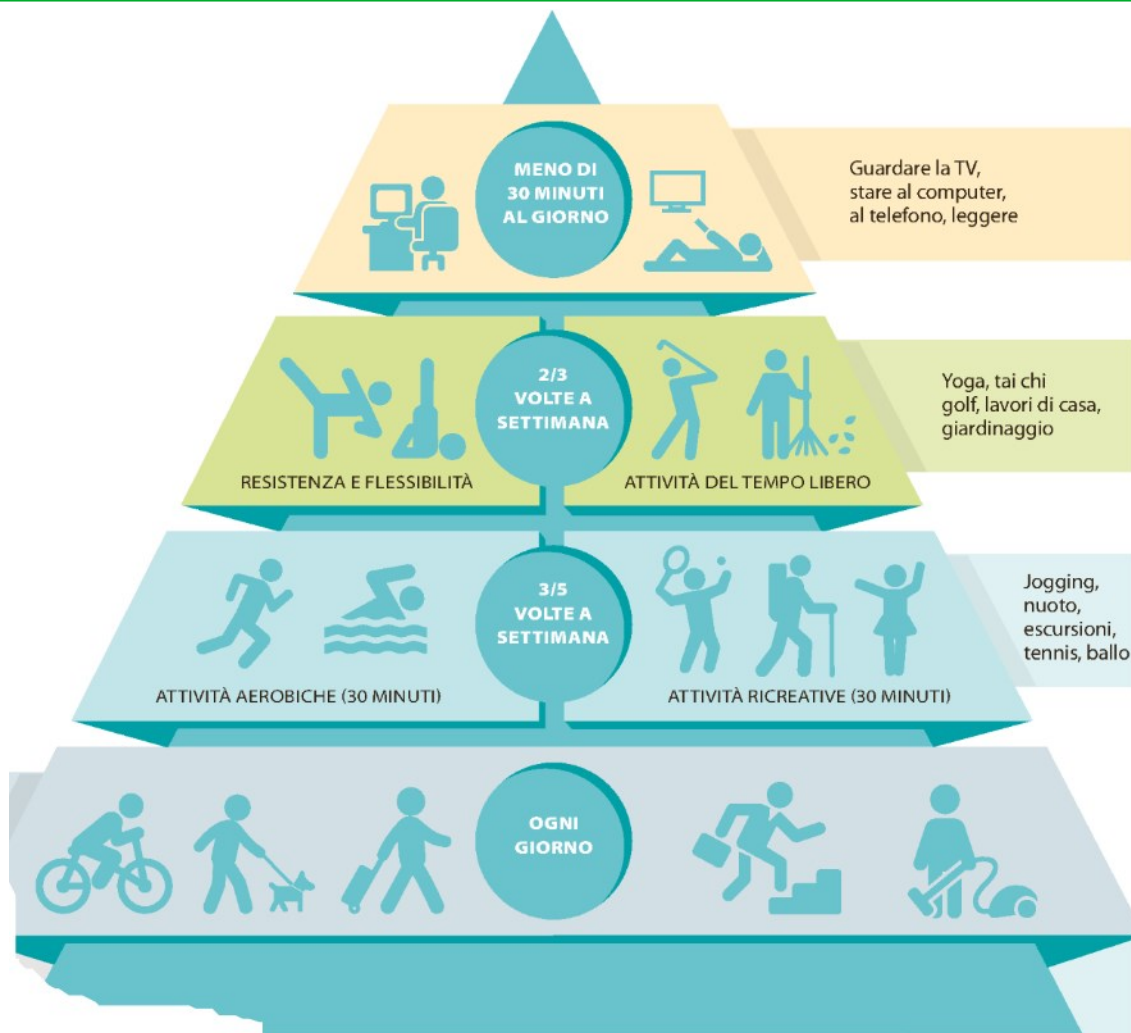 MENO DI
30 MINUTI
AL GIORNO
Guardare la TV,
stare al computer,
al telefono, leggere
2/3
VOLTE A
SETTIMANA
RESISTENZA E FLESSIBILITÀ
ATTIVITÀ DEL TEMPO LIBERO
Yoga, tai chi
golf, lavori di casa,
giardinaggio
3/5
VOLTE A
SETTIMANA
ATTIVITÀ AEROBICHE (30 MINUTI)
ATTIVITÀ RICREATIVE (30 MINUTI)
Jogging,
nuoto,
escursioni,
tennis, ballo
OGNI
GIORNO